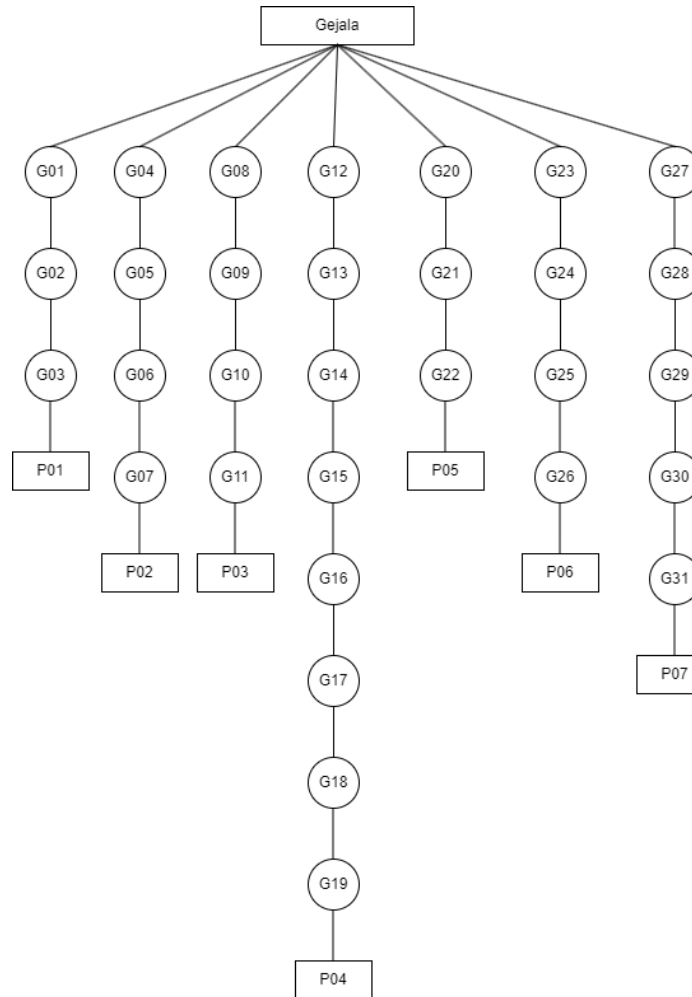 Gejala
G01 G04 G08 G12 G20 G23 G27
G02 G05 G09 G13 G21 G24 G28
G03 G06 G10 G14 G22 G25 G29
P01 G07 G11 G15 P05 G26 G30
P02 P03 G16 P06 G31
G17 P07
G18
G19
P04